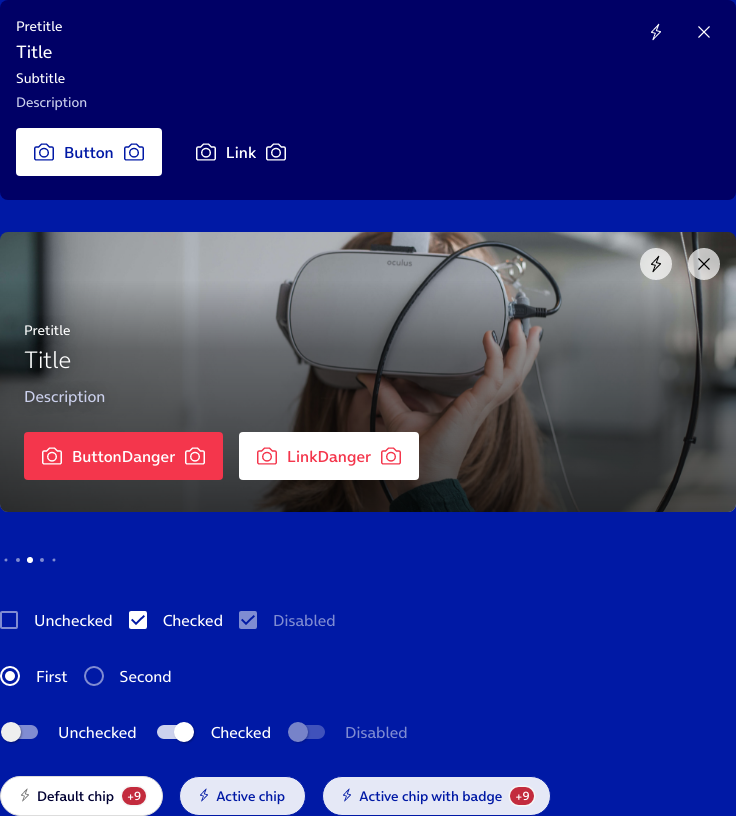 Pretitle
Title
Subtitle
Description
Button Link
oculus
Pretitle
Title
Description
ButtonDanger LinkDanger
Unchecked Checked Disabled
First Second
Unchecked Checked Disabled
Default chip +9 Active chip Active chip with badge +9